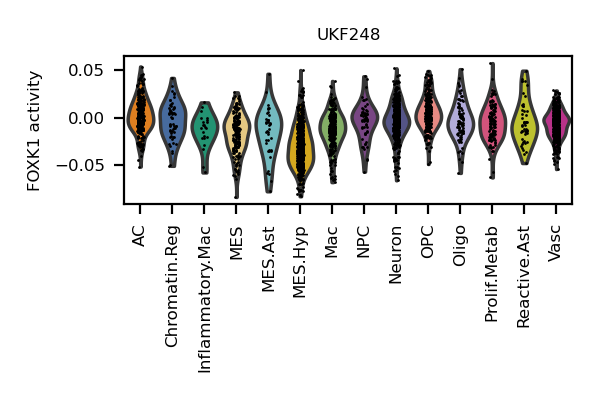 UKF248
FOXK1 activity
0.05
0.00
−0.05
AC
Chromatin.Reg
Inflammatory.Mac
MES
MES.Ast
MES.Hyp
Mac
NPC
Neuron
OPC
Oligo
Prolif.Metab
Reactive.Ast
Vasc